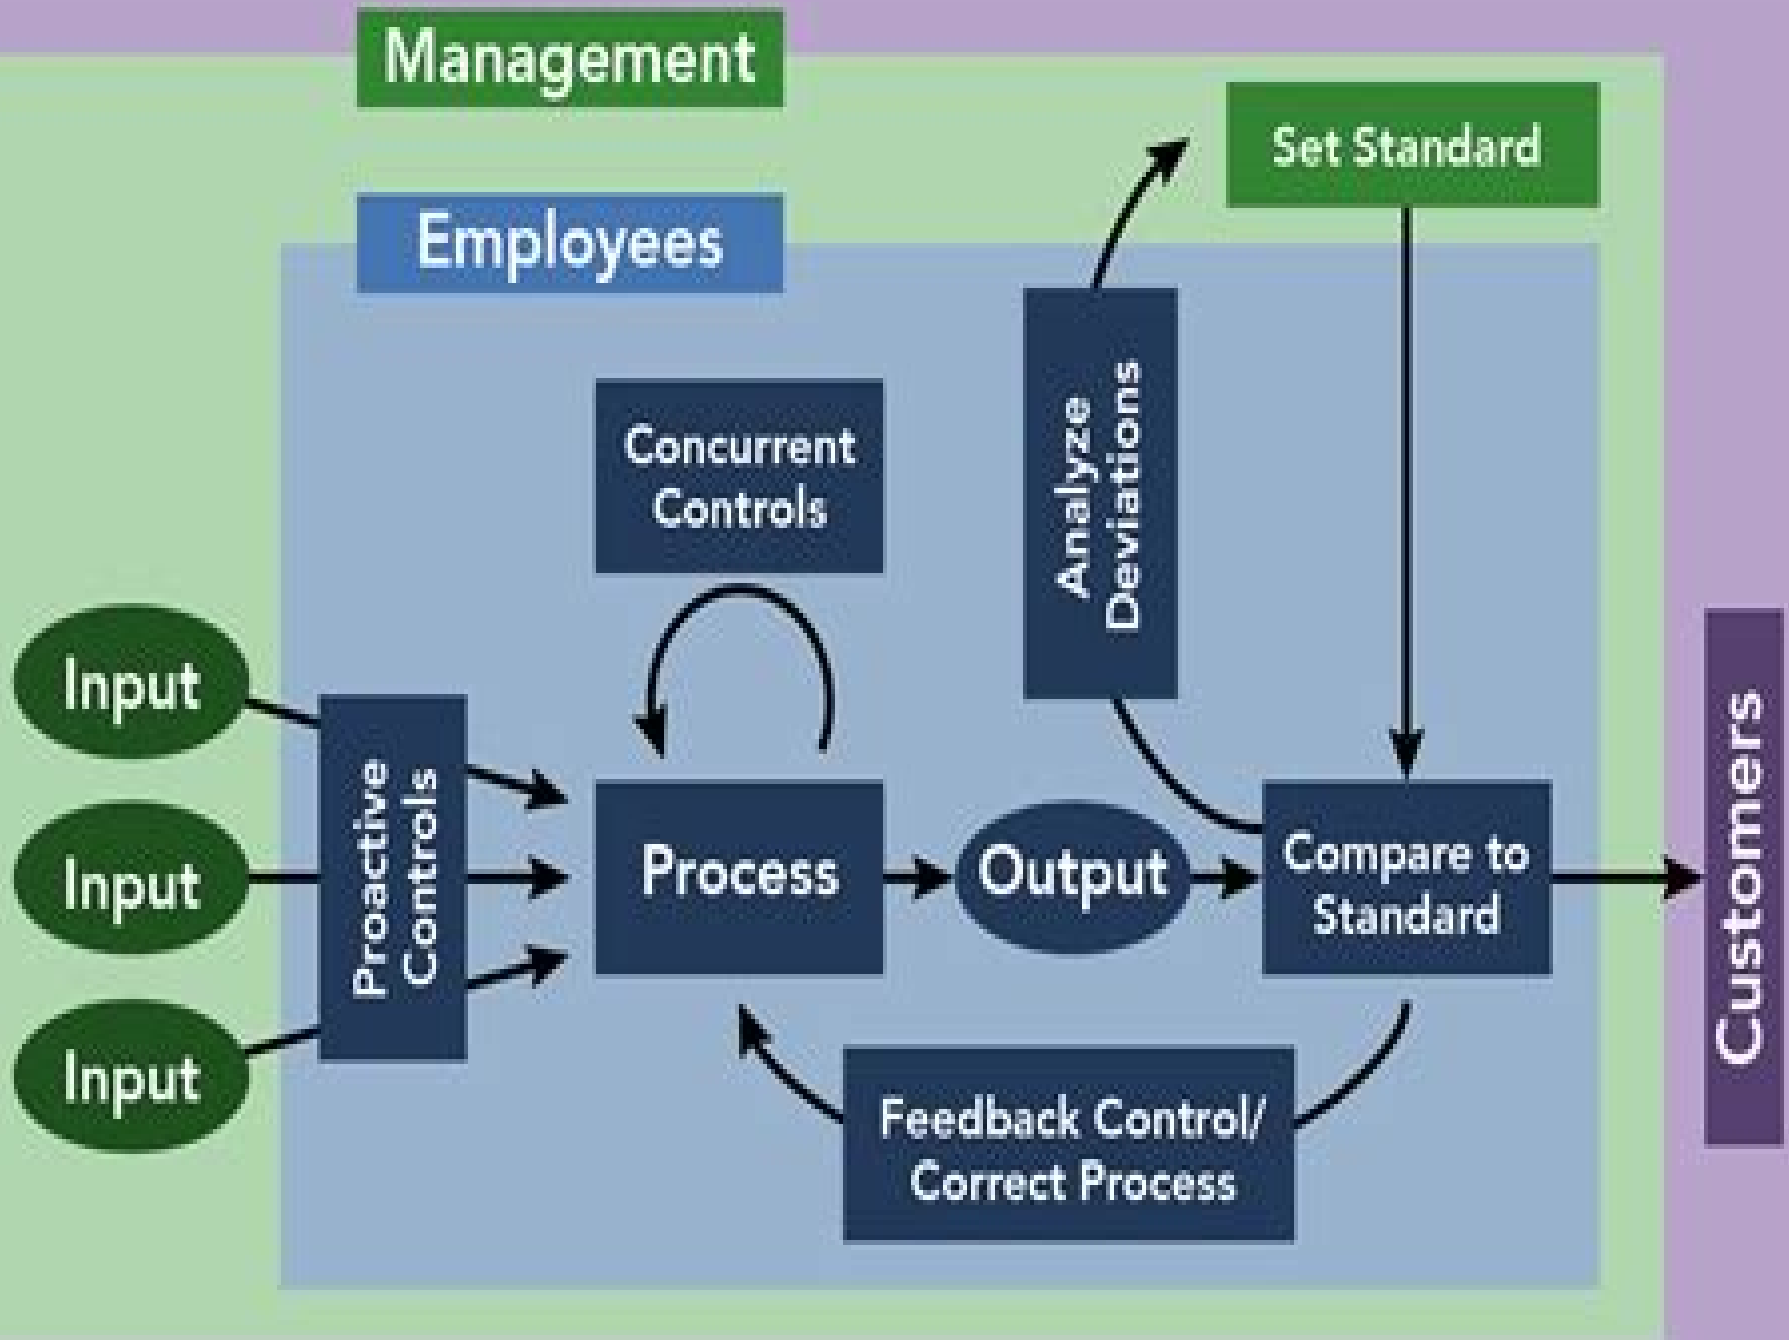 Management
Set Standard
Employees
Analyze
Deviations
Concurrent
Controls
Input
Input
Input
Proactive
Controls
Process
Output
Compare to
Standard
Customers
Feedback Control/
Correct Process